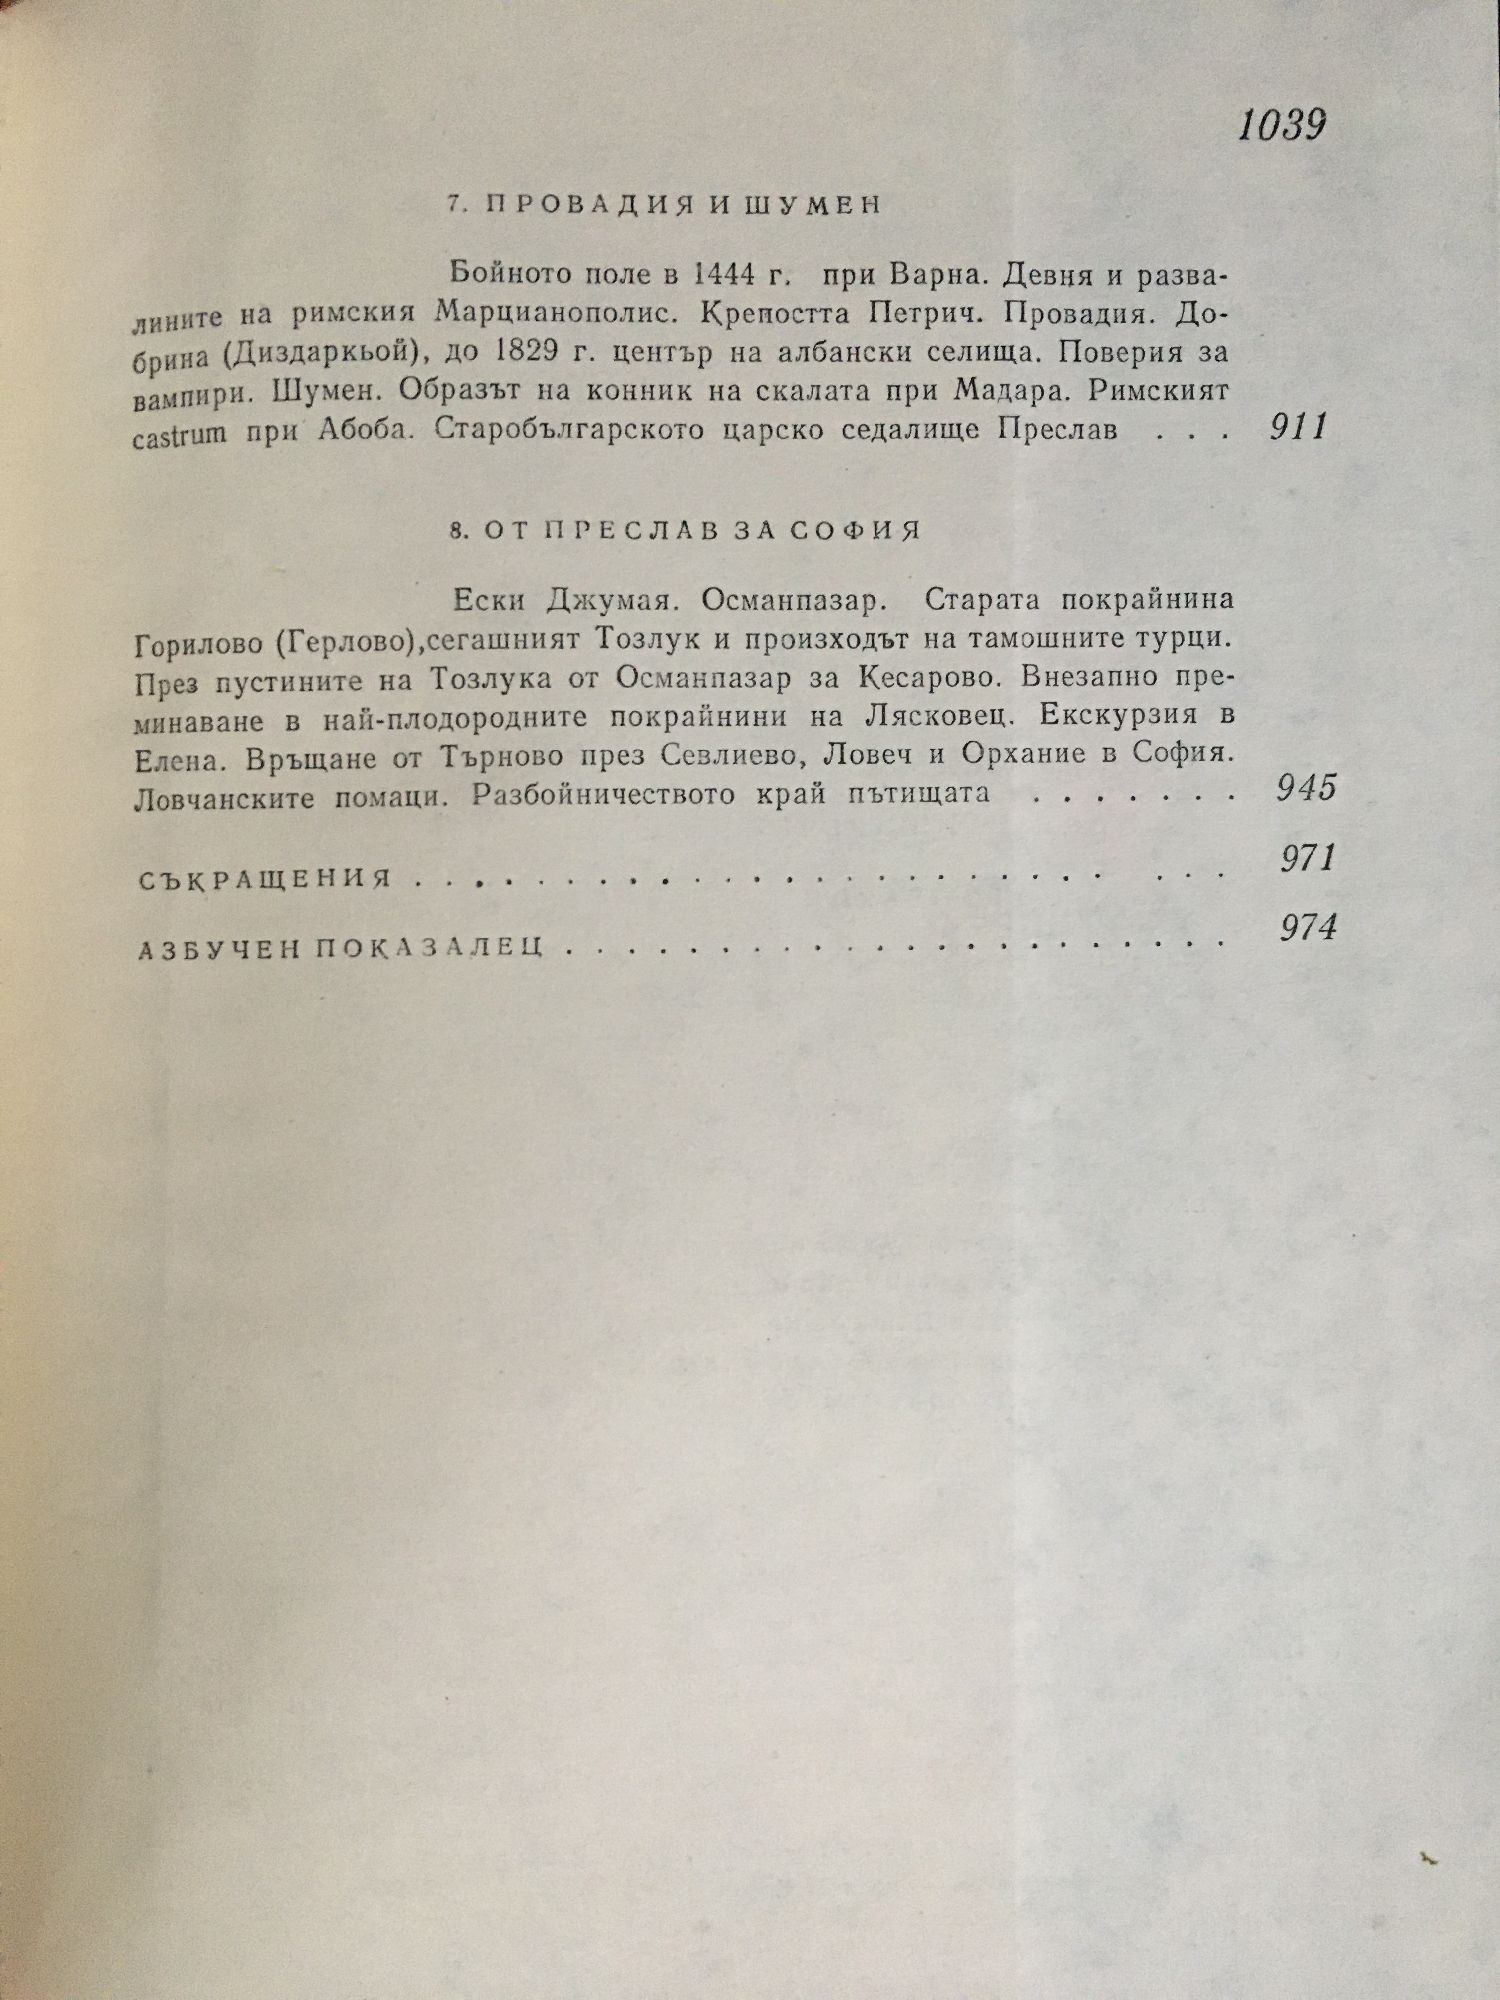 1039
7. ПРОВАДИЯ И ШУМЕН
Бойното поле в 1444 г. при Варна. Девня и разва-
лините на римския Марцианополис. Крепостта Петрич. Провадия. До-
брина (Диздаркьой), до 1829 г. център на албански селища. Поверия за
вампири. Шумен. Образът на конник на скалата при Мадара. Римският
castrum при Абоба. Старобългарското царско седалище Преслав . . . 911
8. ОТ ПРЕСЛАВ ЗА СОФИЯ
Ески Джумая. Османпазар. Старата покрайнина
Горилово (Герлово),сегашният Тозлук и произходът на тамошните турци.
През пустините на Тозлука от Османпазар за Кесарово. Внезапно пре-
минаване в най-плодородните покрайнини на Лясковец. Екскурзия в
Елена. Връщане от Търново през Севлиево, Ловеч и Орхание в София.
Ловчанските помаци. Разбойничеството край пътищата . . . . . . . 945
СЪКРАЩЕНИЯ . . . . . . . . . . . . . . . . . . . . . . . . . . 971
АЗБУЧЕН ПОКАЗАЛЕЦ . . . . . . . . . . . . . . . . . . . . . . 974